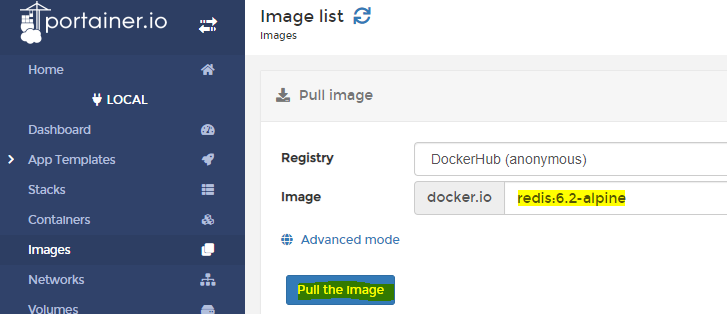 portainer.io
Home
LOCAL
Dashboard
App Templates
Stacks
Containers
Images
Networks
Volumes
Image list
Images
Pull image
Registry
DockerHub (anonymous)
Image
docker.io
redis:6.2-alpine
Advanced mode
Pull the image